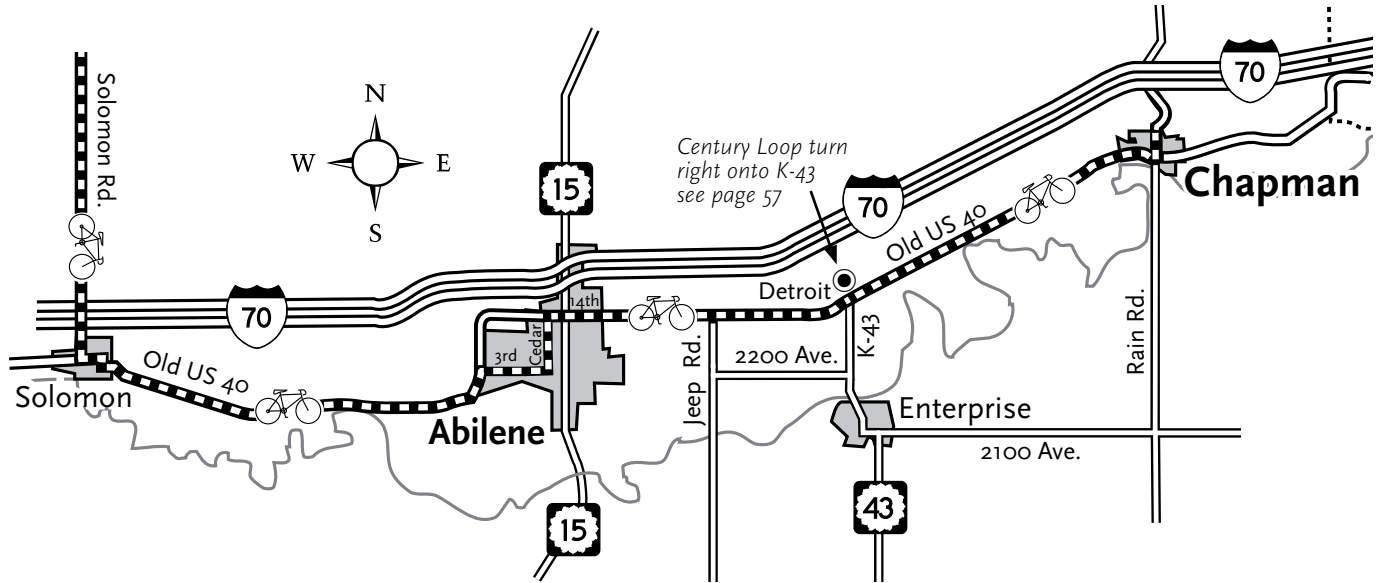 Solomon Rd.
N
W
E
S
15
70
Century Loop turn
right onto K-43
see page 57
70
Chapman
70
Old US 40
Detroit
14th
Cedar
3rd
Old US 40
Solomon
Abilene
Jeep Rd.
2200 Ave.
K-43
Rain Rd.
Enterprise
2100 Ave.
43
15